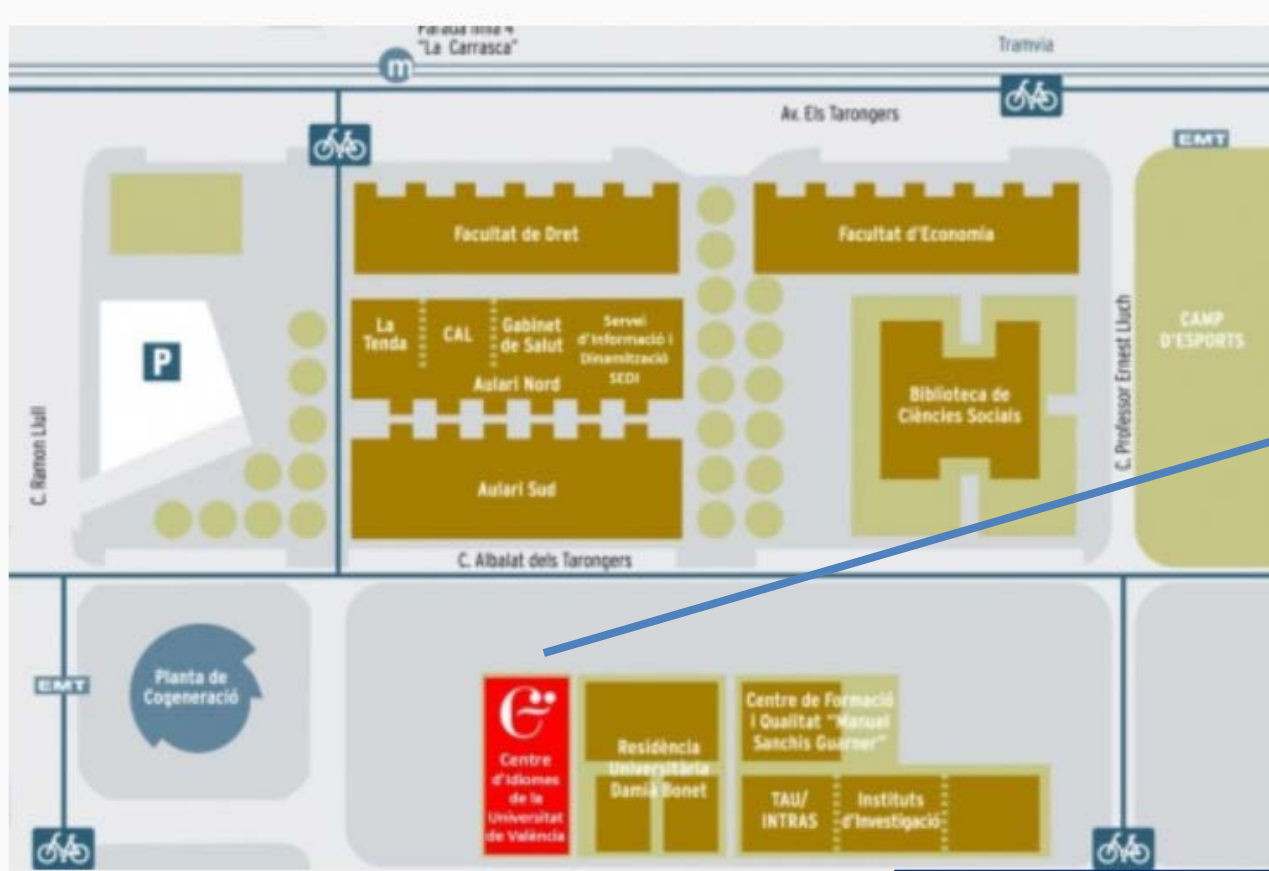 Parada línia 4
"La Carrasca"
m
Tramvia
Av. Els Tarongers
EMT
Facultat de Dret
Facultat d'Economia
La
Tenda
CAL
Gabinet
de Salut
Servei
d'Informació i
Dinamització
SEDI
Aulari Nord
P
Biblioteca de
Ciències Socials
C. Professor Ernest Lluch
CAMP
D'ESPORTS
C. Ramon Llull
Aulari Sud
C. Albalat dels Tarongers
EMT
Planta de
Cogeneració
Centre
d'Idiomes
de la
Universitat
de València
Residència
Universitària
Damià Bonet
Centre de Formació
i Qualitat "Manuel
Sanchis Guarner"
TAU/
INTRAS
Instituts
d'Investigació